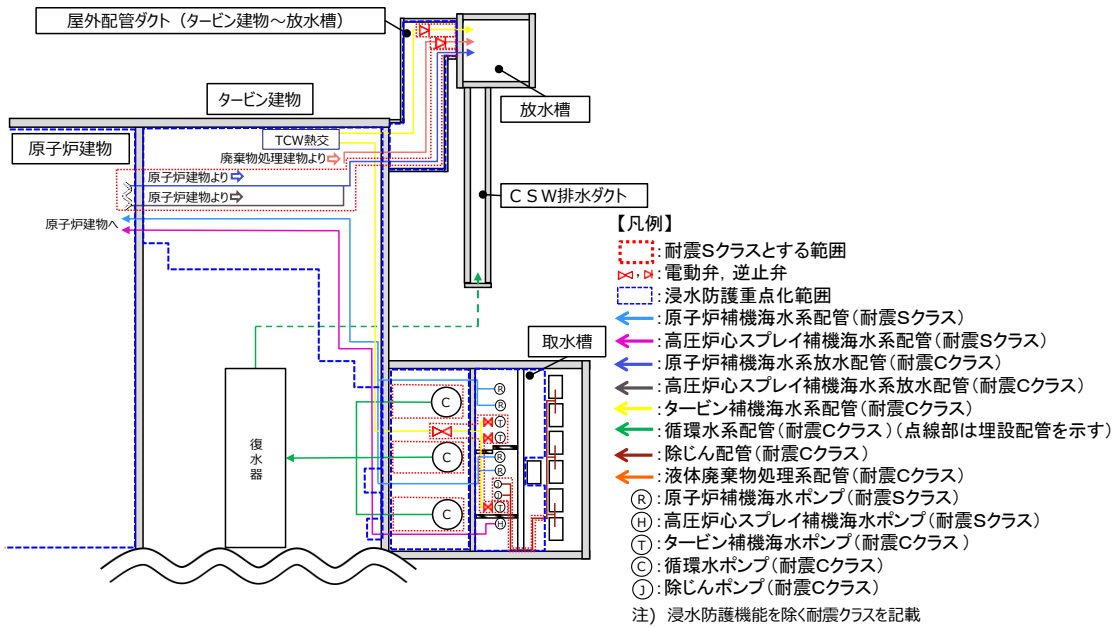 屋外配管ダクト（タービン建物～放水槽）
タービン建物
放水槽
原子炉建物
TCW熱交
廃棄物処理建物より
原子炉建物より
原子炉建物より
原子炉建物へ
ＣＳＷ排水ダクト
取水槽
復水器
C
C
C
R
R
T
T
R
R
J
J
T
H
【凡例】
：耐震Sクラスとする範囲
，：電動弁，逆止弁
：浸水防護重点化範囲
：原子炉補機海水系配管（耐震Sクラス）
：高圧炉心スプレイ補機海水系配管（耐震Sクラス）
：原子炉補機海水系放水配管（耐震Cクラス）
：高圧炉心スプレイ補機海水系放水配管（耐震Cクラス）
：タービン補機海水系配管（耐震Cクラス）
：循環水系配管（耐震Cクラス）（点線部は埋設配管を示す）
：除じん配管（耐震Cクラス）
：液体廃棄物処理系配管（耐震Cクラス）
R：原子炉補機海水ポンプ（耐震Sクラス）
H：高圧炉心スプレイ補機海水ポンプ（耐震Sクラス）
T：タービン補機海水ポンプ（耐震Cクラス）
C：循環水ポンプ（耐震Cクラス）
J：除じんポンプ（耐震Cクラス）
注） 浸水防護機能を除く耐震クラスを記載